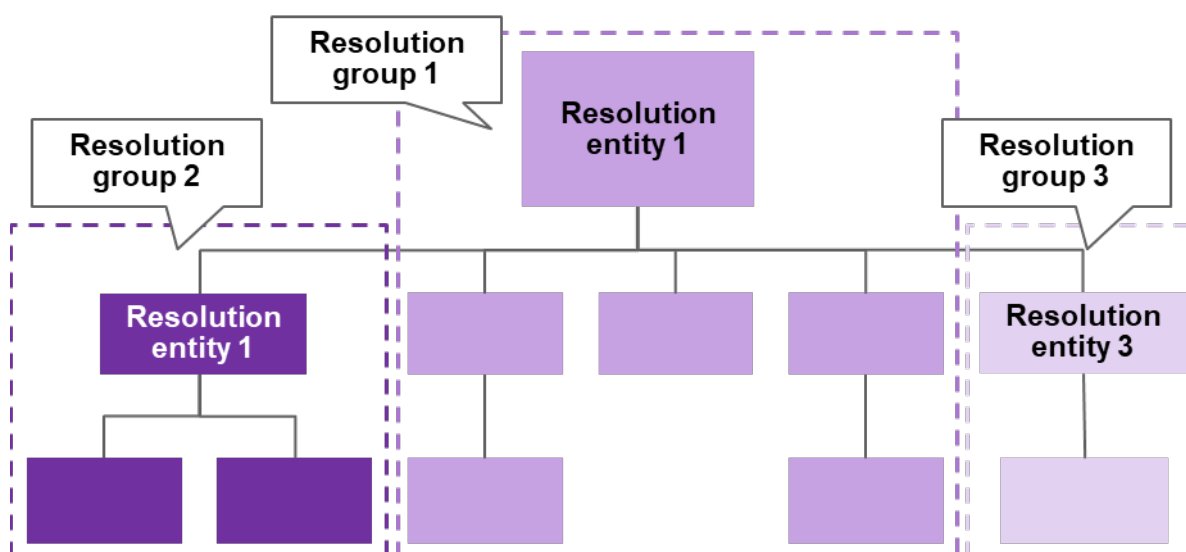 Resolution
group 1
Resolution
entity 1
Resolution
group 2
Resolution
group 3
Resolution
entity 1
Resolution
entity 3